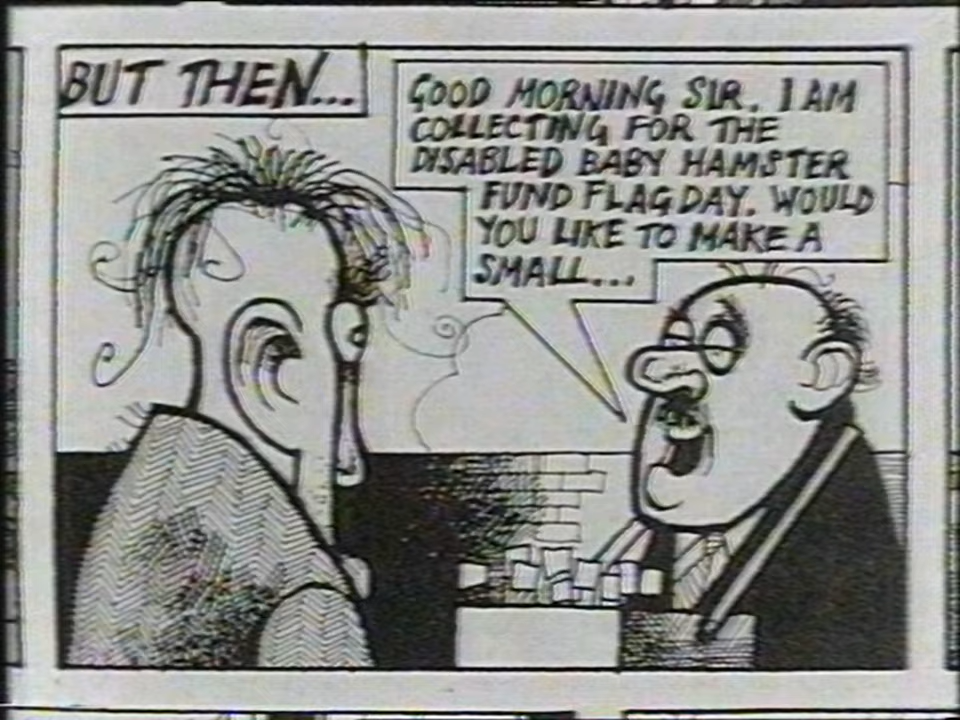 BUT THEN...
GOOD MORNING SIR. I AM
COLLECTING FOR THE
DISABLED BABY HAMSTER
FUND FLAG DAY. WOULD
YOU LIKE TO MAKE A
SMALL...